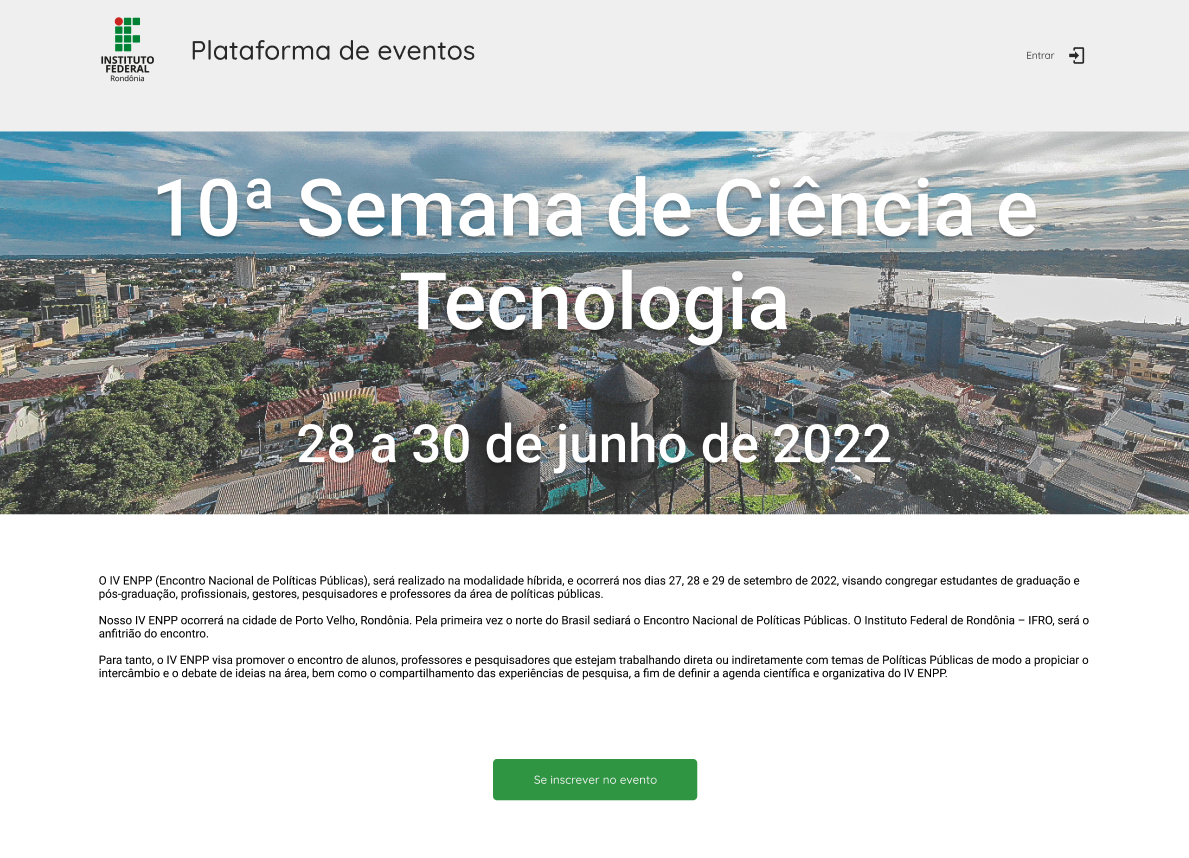 INSTITUTO
FEDERAL
Rondônia
Plataforma de eventos
Entrar
10ª Semana de Ciência e
Tecnologia
28 a 30 de junho de 2022
O IV ENPP (Encontro Nacional de Políticas Públicas), será realizado na modalidade híbrida, e ocorrerá nos dias 27, 28 e 29 de setembro de 2022, visando congregar estudantes de graduação e
pós-graduação, profissionais, gestores, pesquisadores e professores da área de políticas públicas.
Nosso IV ENPP ocorrerá na cidade de Porto Velho, Rondônia. Pela primeira vez o norte do Brasil sediará o Encontro Nacional de Políticas Públicas. O Instituto Federal de Rondônia – IFRO, será o
anfitrião do encontro.
Para tanto, o IV ENPP visa promover o encontro de alunos, professores e pesquisadores que estejam trabalhando direta ou indiretamente com temas de Políticas Públicas de modo a propiciar o
intercâmbio e o debate de ideias na área, bem como o compartilhamento das experiências de pesquisa, a fim de definir a agenda científica e organizativa do IV ENPP.
Se inscrever no evento